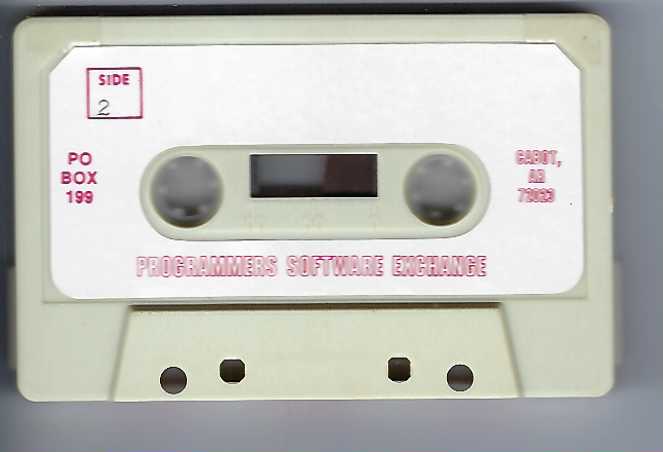 SIDE
2
PO
BOX
199
CABOT,
AR
72023
PROGRAMMERS SOFTWARE EXCHANGE